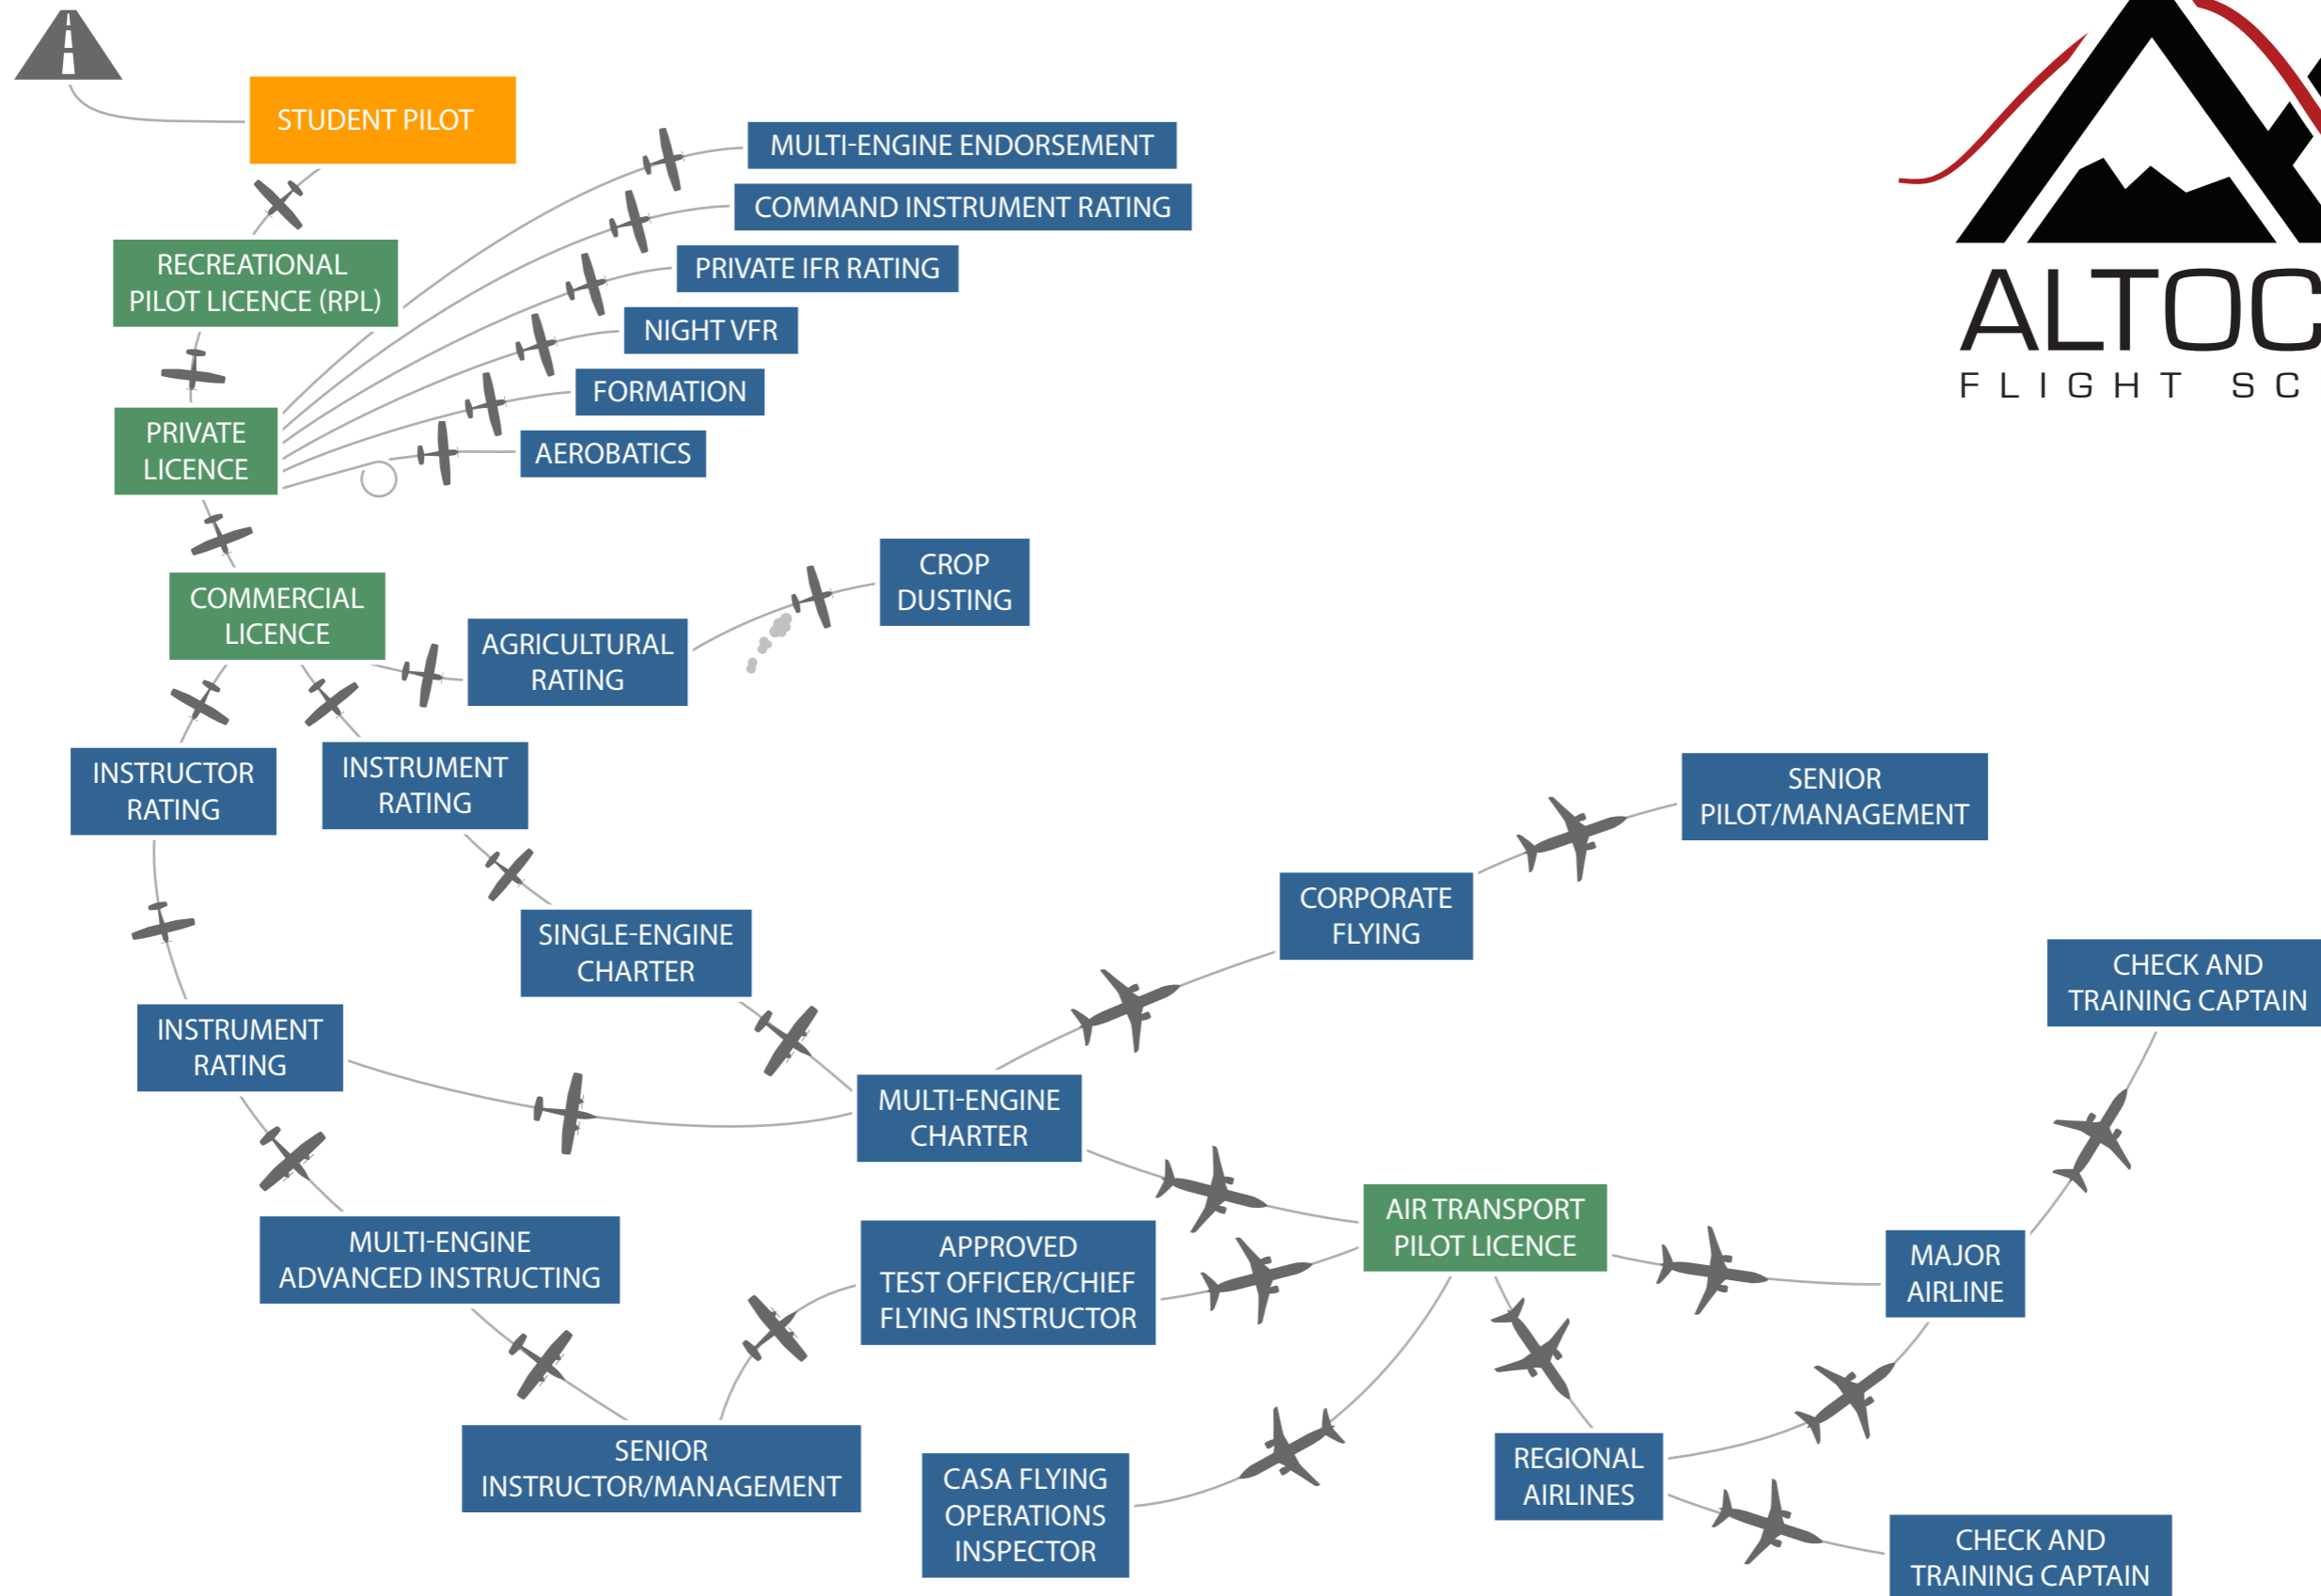 STUDENT PILOT
MULTI-ENGINE ENDORSEMENT
COMMAND INSTRUMENT RATING
PRIVATE IFR RATING
NIGHT VFR
FORMATION
AEROBATICS
RECREATIONAL
PILOT LICENCE (RPL)
PRIVATE
LICENCE
COMMERCIAL
LICENCE
AGRICULTURAL
RATING
CROP
DUSTING
INSTRUCTOR
RATING
INSTRUMENT
RATING
SINGLE-ENGINE
CHARTER
INSTRUMENT
RATING
MULTI-ENGINE
CHARTER
CORPORATE
FLYING
SENIOR
PILOT/MANAGEMENT
CHECK AND
TRAINING CAPTAIN
MULTI-ENGINE
ADVANCED INSTRUCTING
APPROVED
TEST OFFICER/CHIEF
FLYING INSTRUCTOR
AIR TRANSPORT
PILOT LICENCE
MAJOR
AIRLINE
SENIOR
INSTRUCTOR/MANAGEMENT
CASA FLYING
OPERATIONS
INSPECTOR
REGIONAL
AIRLINES
CHECK AND
TRAINING CAPTAIN
ALTOC
FLIGHT SC